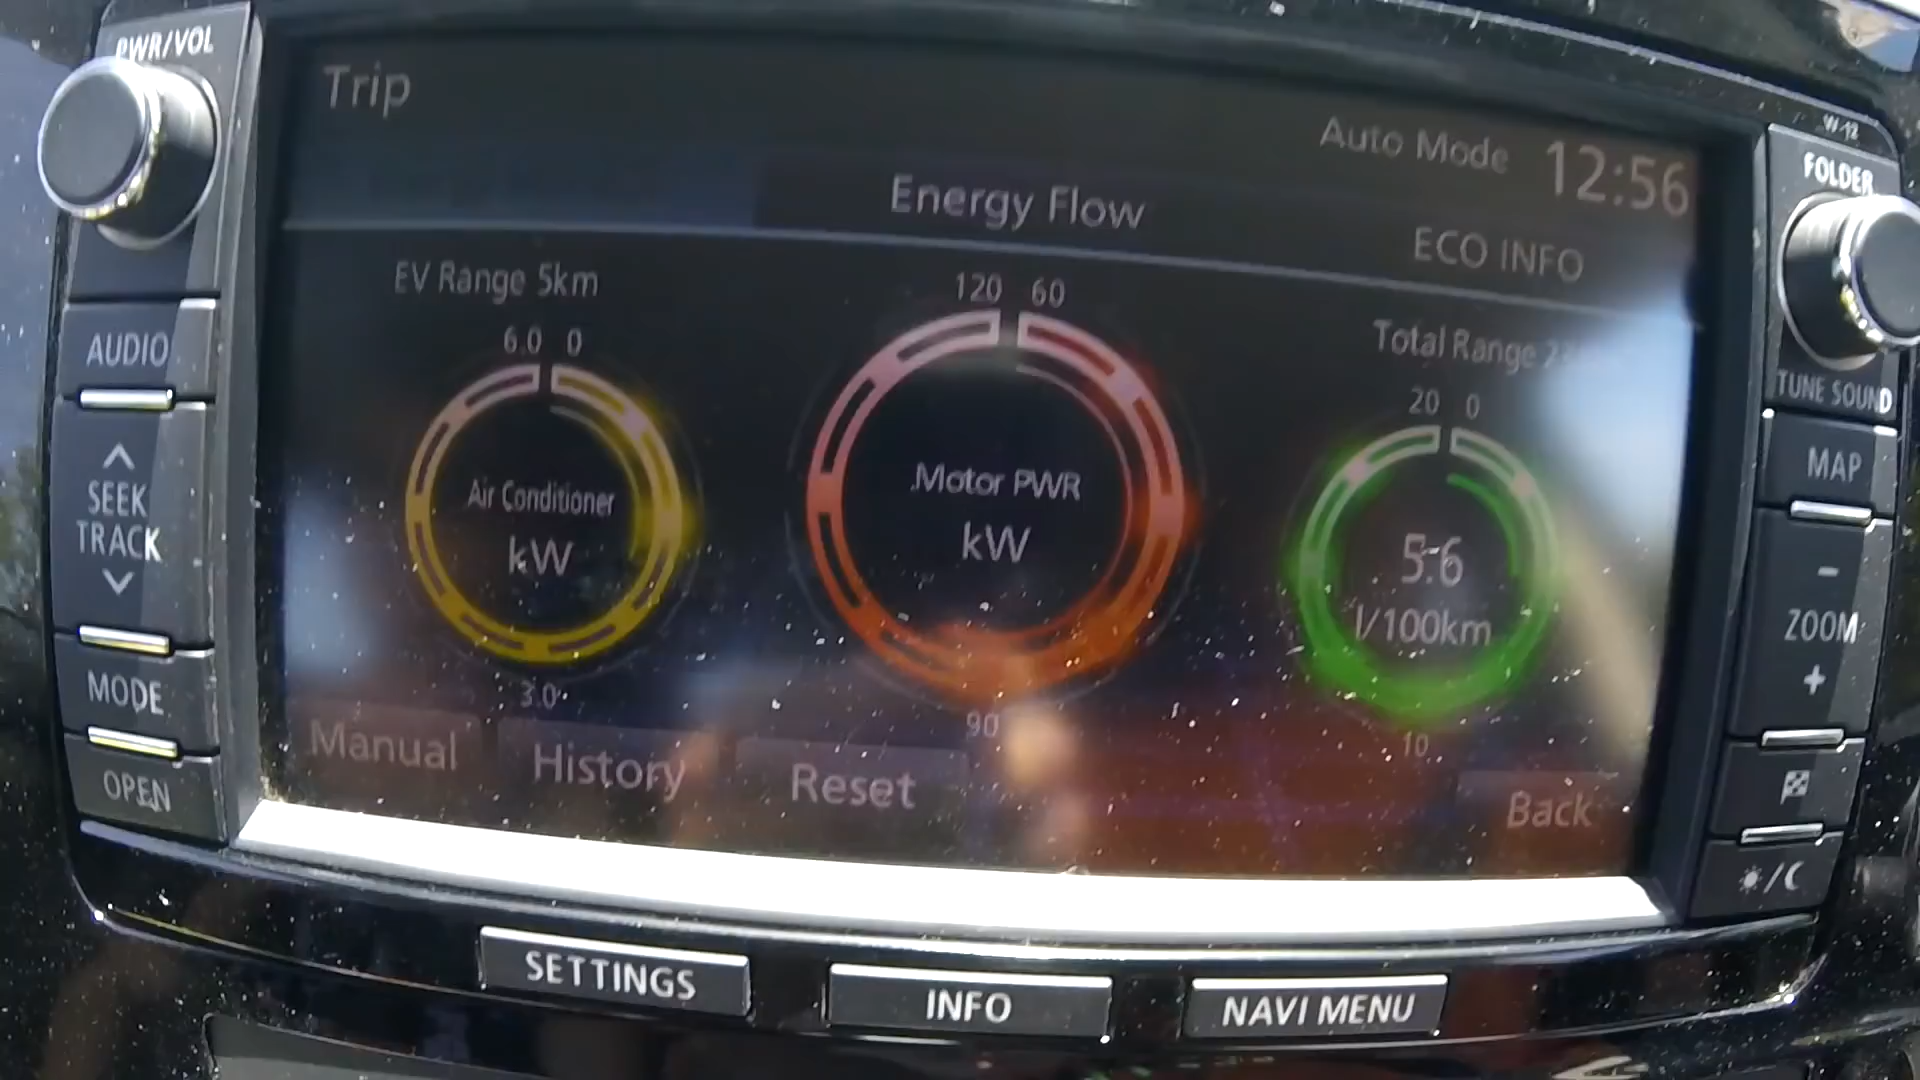 PWR/VOL
Trip
Auto Mode
12:56
W-12
FOLDER
Energy Flow
ECO INFO
EV Range 5km
120 60
Total Range
6.0 0
20 0
AUDIO
TUNE SOUND
MAP
SEEK
TRACK
Air Conditioner
kW
Motor PWR
kW
5.6
l/100km
-
ZOOM
+
MODE
3.0
90
10
Manual
History
Reset
Back
OPEN
SETTINGS
INFO
NAVI MENU